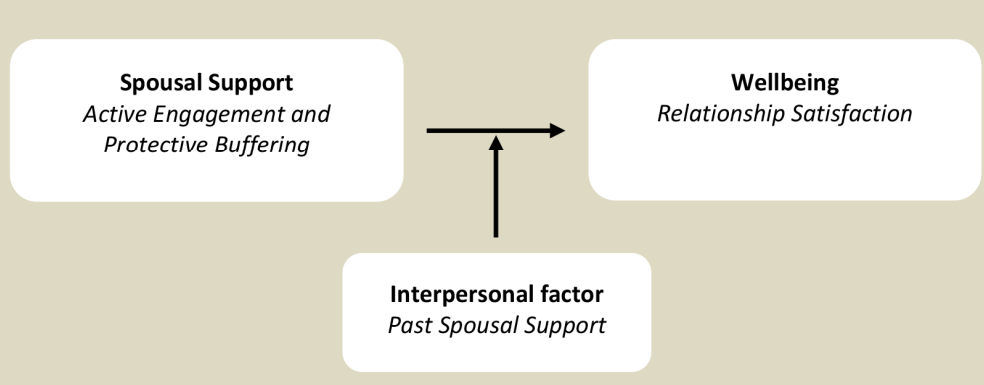 Spousal Support
Active Engagement and
Protective Buffering
Wellbeing
Relationship Satisfaction
Interpersonal factor
Past Spousal Support